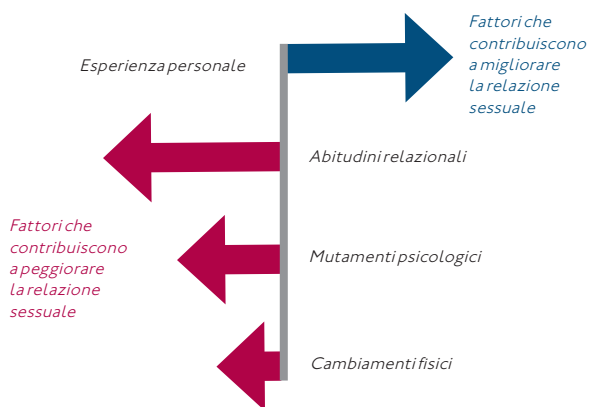 Fattori che
contribuiscono
a migliorare
la relazione
sessuale
Esperienza personale
Abitudini relazionali
Fattori che
contribuiscono
a peggiorare
la relazione
sessuale
Mutamenti psicologici
Cambiamenti fisici